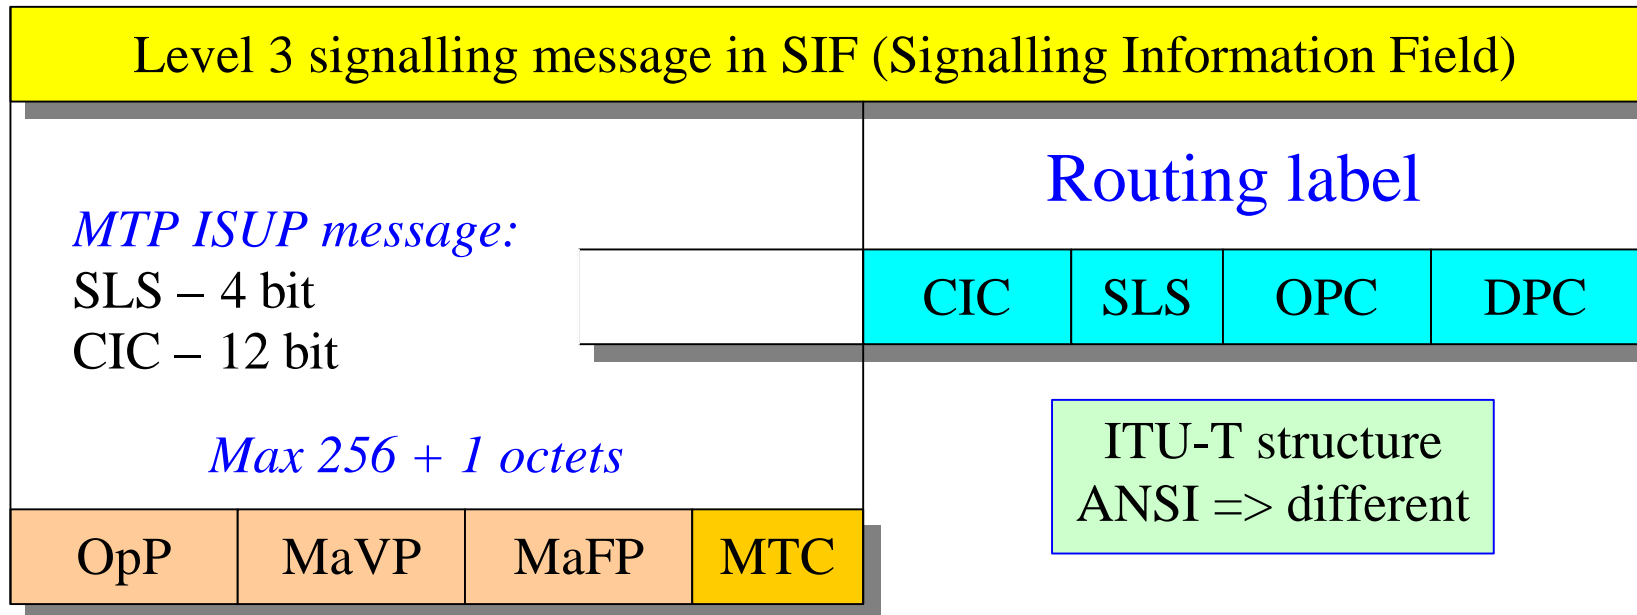 Level 3 signalling message in SIF (Signalling Information Field)
Routing label
MTP ISUP message:
SLS – 4 bit
CIC – 12 bit
CIC SLS OPC DPC
Max 256 + 1 octets
ITU-T structure
ANSI => different
OpP MaVP MaFP MTC